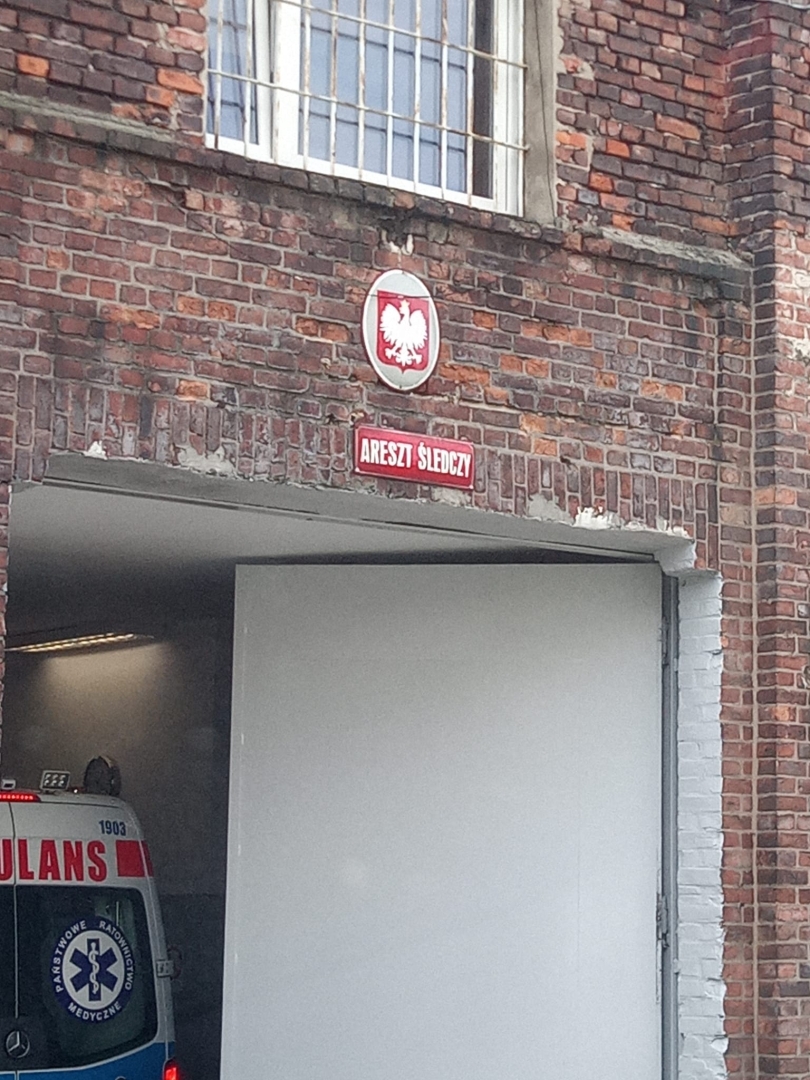 ARESZT ŚLEDCZY
1903
ULANS
PAŃSTWOWE RATOWNICTWO
MEDYCZNE